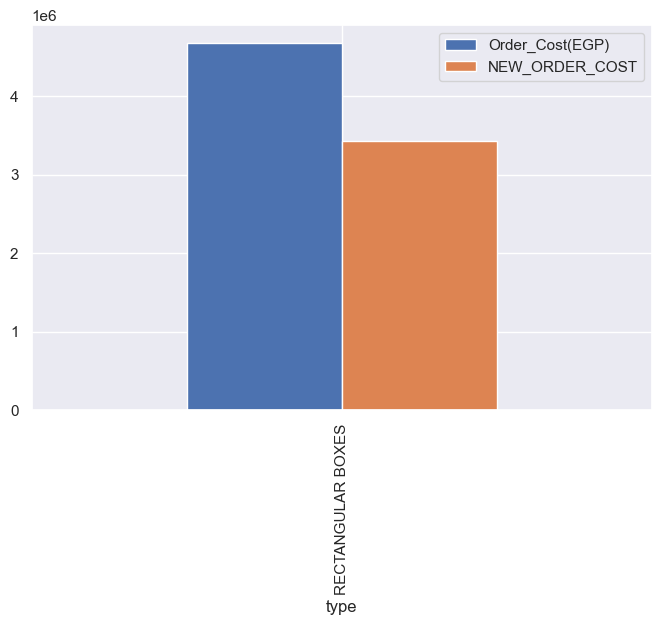 1e6
Order_Cost(EGP)
NEW_ORDER_COST
4
3
2
1
0
RECTANGULAR BOXES
type